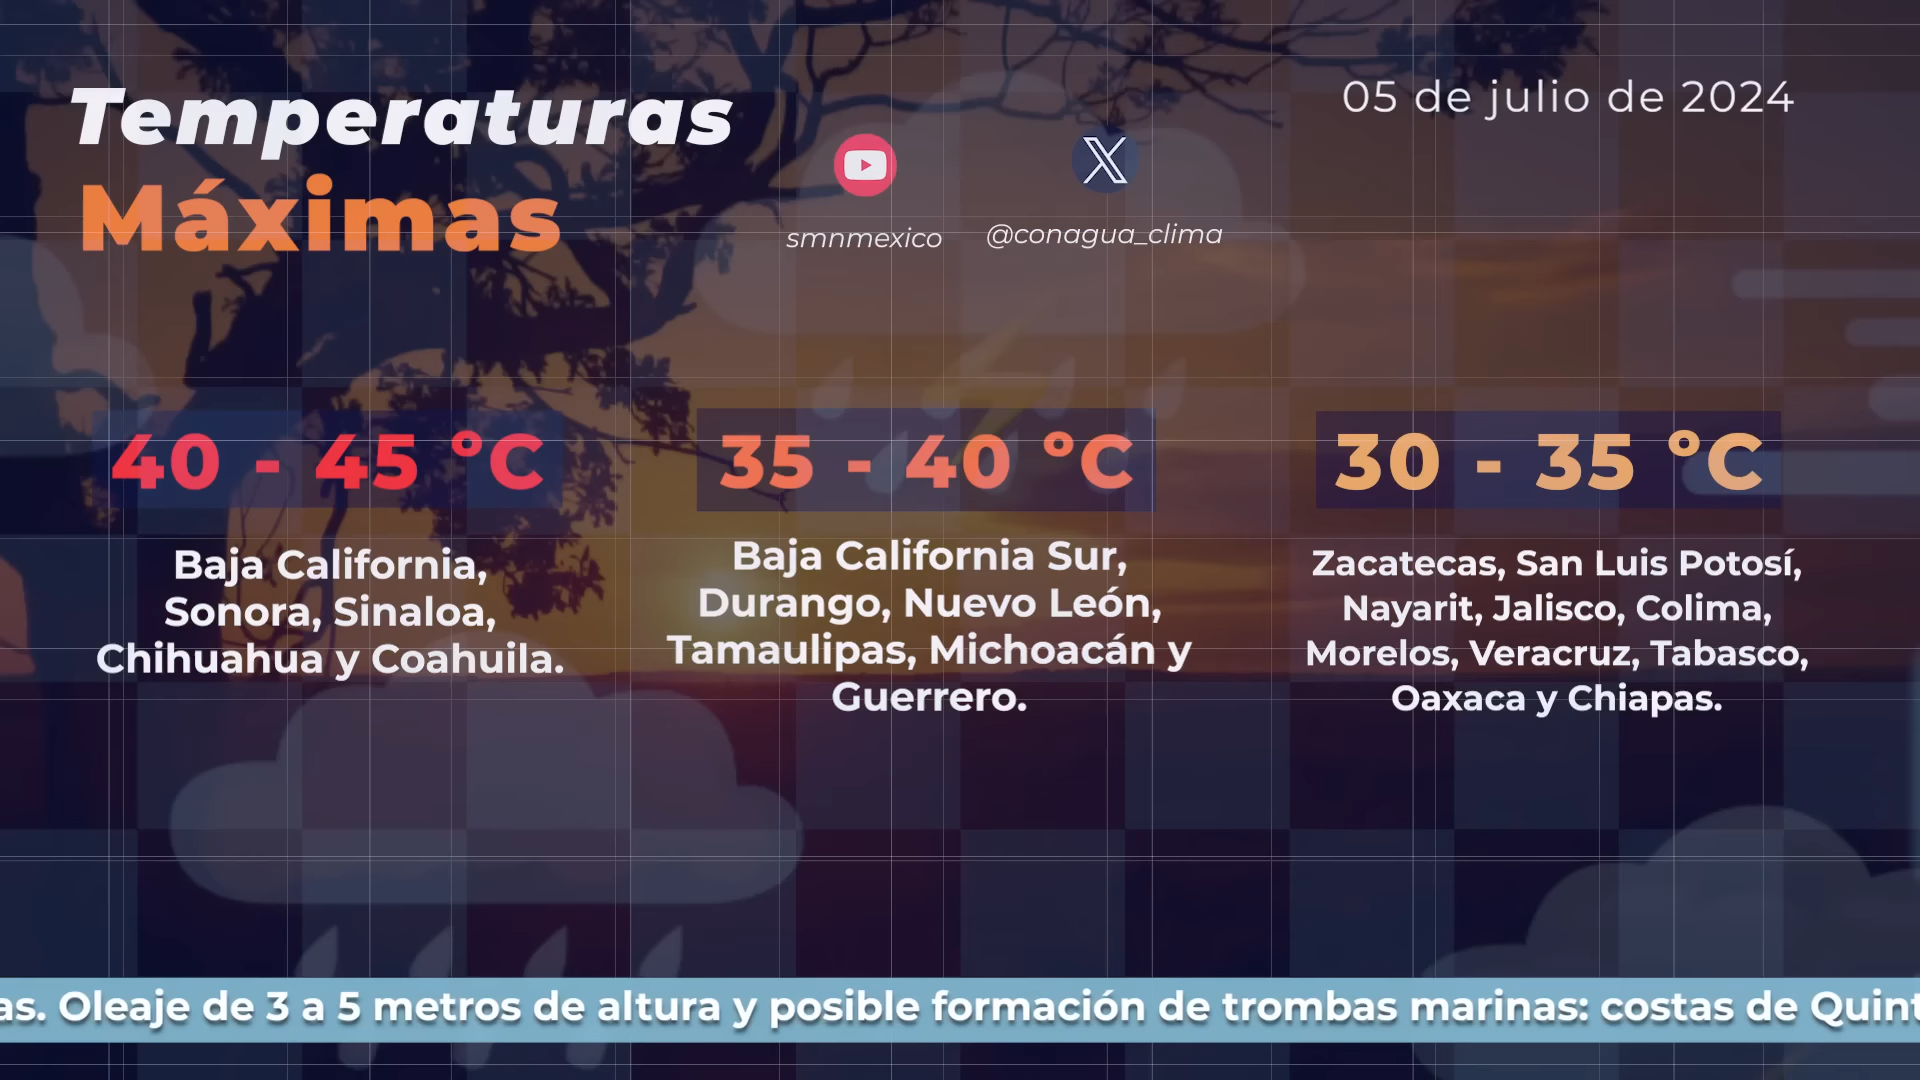 Temperaturas
Máximas
smnmexico
@conagua_clima
05 de julio de 2024
40 - 45 °C
Baja California,
Sonora, Sinaloa,
Chihuahua y Coahuila.
35 - 40 °C
Baja California Sur,
Durango, Nuevo León,
Tamaulipas, Michoacán y
Guerrero.
30 - 35 °C
Zacatecas, San Luis Potosí,
Nayarit, Jalisco, Colima,
Morelos, Veracruz, Tabasco,
Oaxaca y Chiapas.
as. Oleaje de 3 a 5 metros de altura y posible formación de trombas marinas: costas de Quint